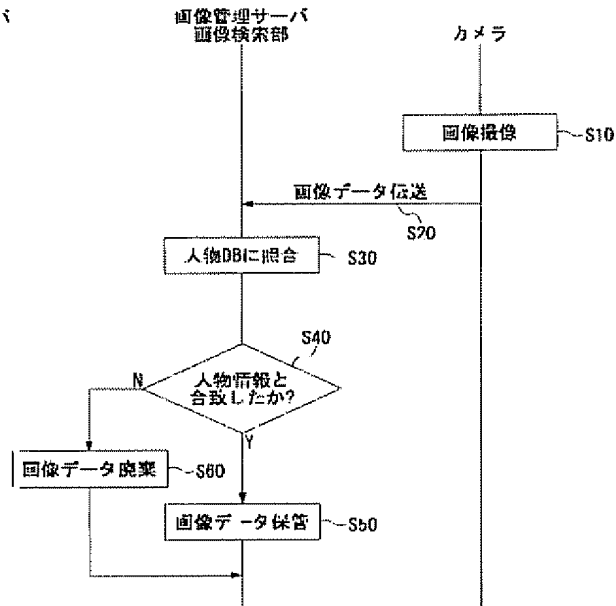 バ
画像管理サーバ
画像検索部
カメラ
画像撮像
S10
画像データ伝送
S20
人物DBに照合
S30
S40
人物情報と
合致したか?
N
Y
画像データ廃棄
S60
画像データ保管
S50